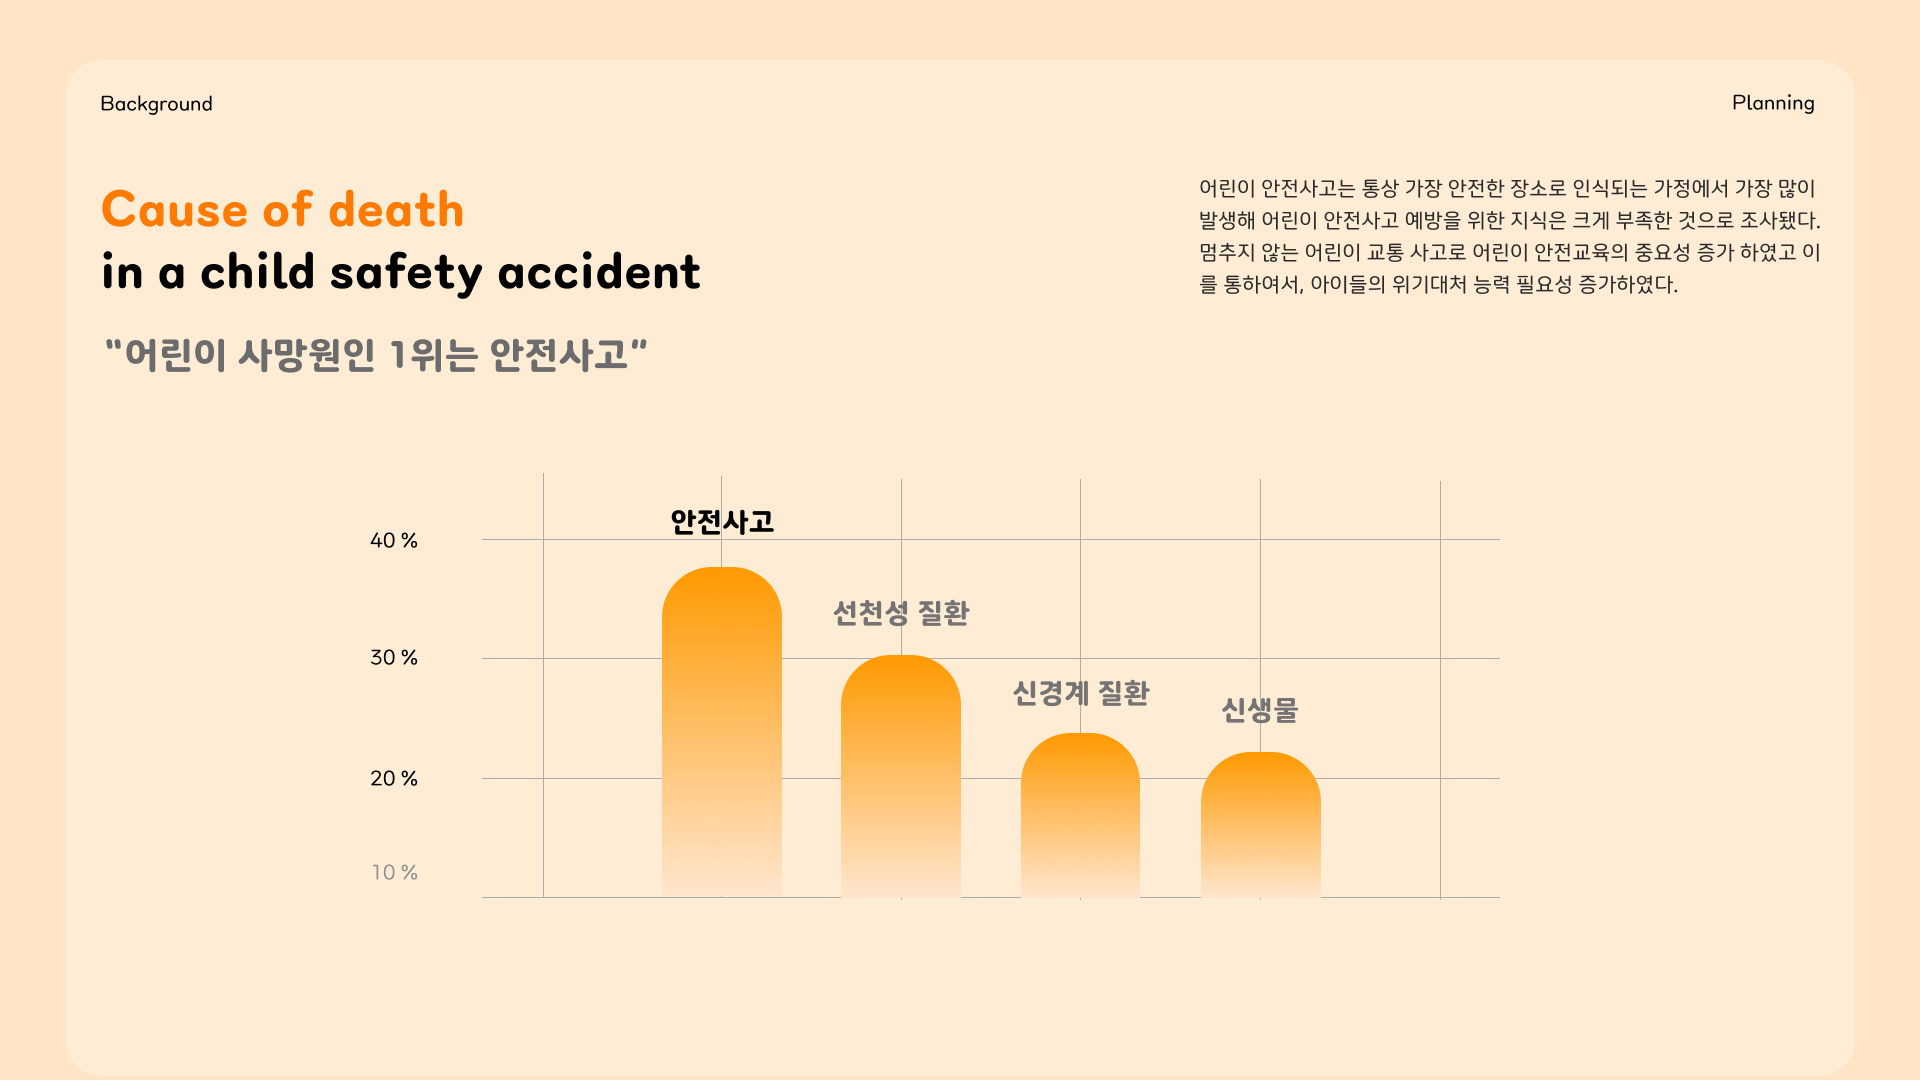 Background
Planning
Cause of death
in a child safety accident
“어린이 사망원인 1위는 안전사고”
어린이 안전사고는 통상 가장 안전한 장소로 인식되는 가정에서 가장 많이
발생해 어린이 안전사고 예방을 위한 지식은 크게 부족한 것으로 조사됐다.
멈추지 않는 어린이 교통 사고로 어린이 안전교육의 중요성 증가 하였고 이
를 통하여서, 아이들의 위기대처 능력 필요성 증가하였다.
안전사고
40 %
선천성 질환
30 %
신경계 질환
신생물
20 %
10 %